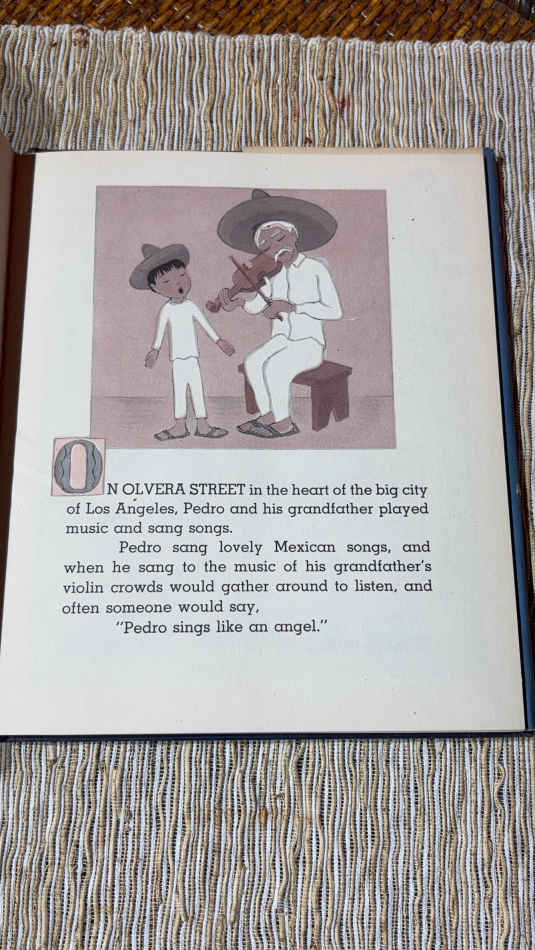 ON OLVERA STREET in the heart of the big city
of Los Angeles, Pedro and his grandfather played
music and sang songs.
Pedro sang lovely Mexican songs, and
when he sang to the music of his grandfather's
violin crowds would gather around to listen, and
often someone would say,
"Pedro sings like an angel."